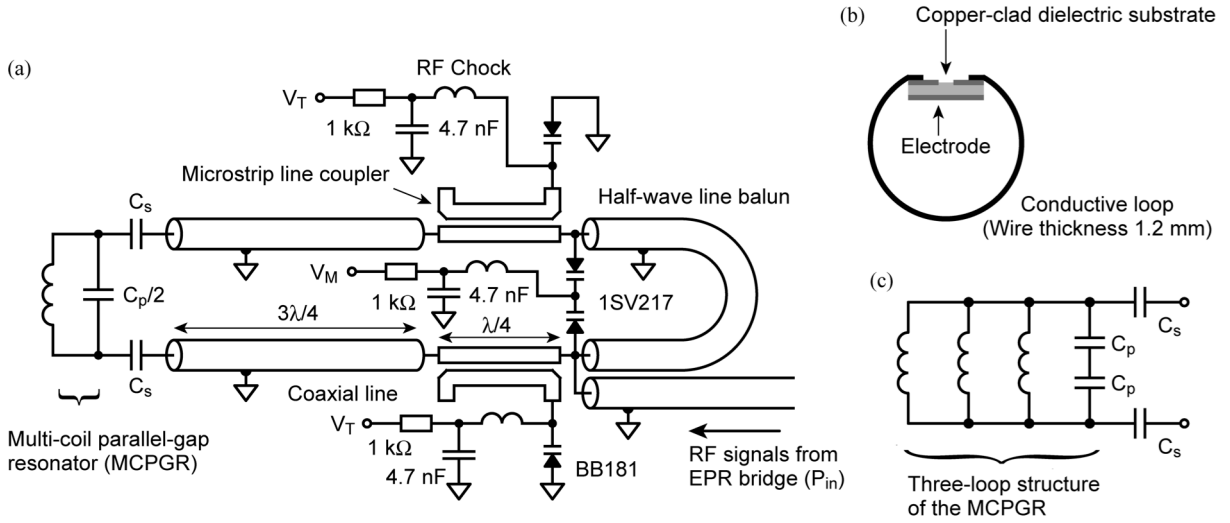 (a)
RF Chock
V_T
1 kΩ
4.7 nF
Microstrip line coupler
Half-wave line balun
C_s
V_M
1 kΩ
4.7 nF
1SV217
C_p/2
3λ/4
λ/4
C_s
Coaxial line
V_T
1 kΩ
4.7 nF
BB181
Multi-coil parallel-gap
resonator (MCPGR)
RF signals from
EPR bridge (P_in)
(b)
Copper-clad dielectric substrate
Electrode
Conductive loop
(Wire thickness 1.2 mm)
(c)
C_s
C_p
C_p
C_s
Three-loop structure
of the MCPGR